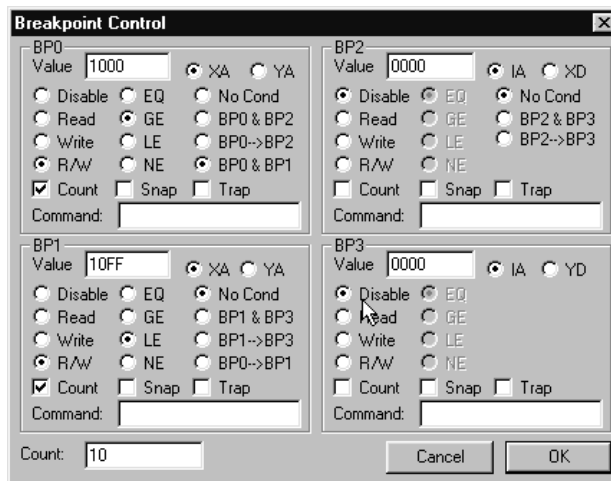 Breakpoint Control
BP0
Value 1000 XA YA
Disable EQ No Cond
Read GE BP0 & BP2
Write LE BP0-->BP2
R/W NE BP0 & BP1
Count Snap Trap
Command:
BP2
Value 0000 IA XD
Disable EQ No Cond
Read GE BP2 & BP3
Write LE BP2-->BP3
R/W NE
Count Snap Trap
Command:
BP1
Value 10FF XA YA
Disable EQ No Cond
Read GE BP1 & BP3
Write LE BP1-->BP3
R/W NE BP0-->BP1
Count Snap Trap
Command:
BP3
Value 0000 IA YD
Disable EQ
Read GE
Write LE
R/W NE
Count Snap Trap
Command:
Count: 10
Cancel OK